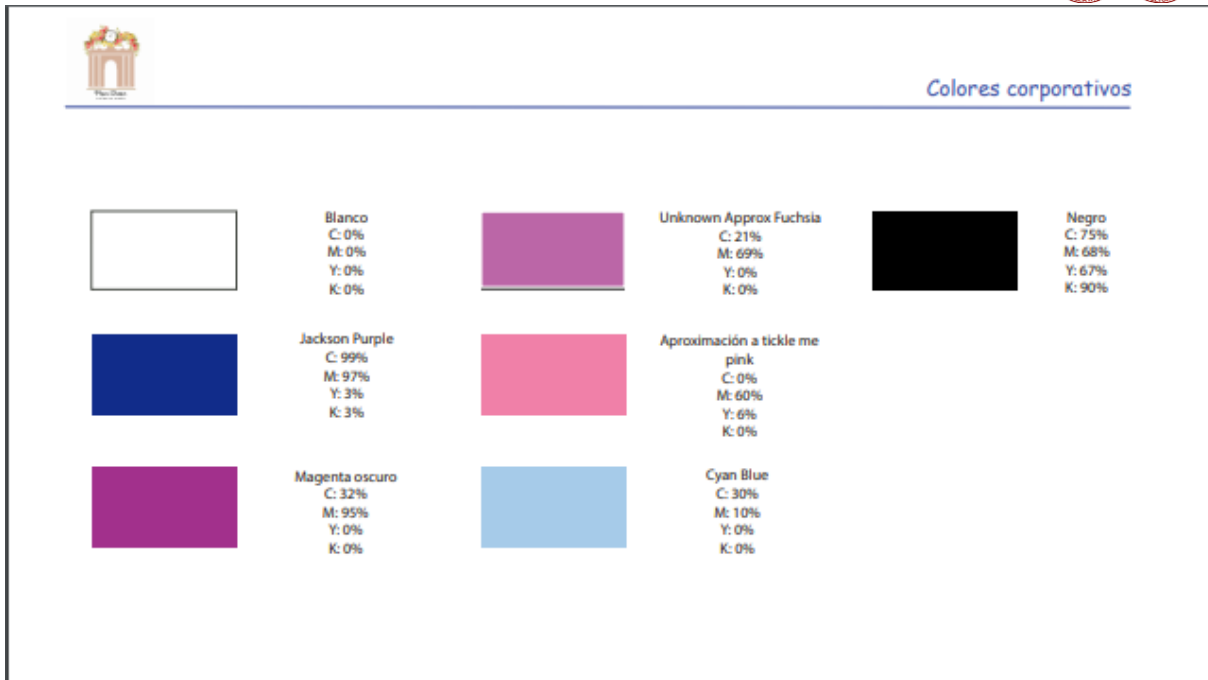 Colores corporativos
Blanco
C: 0%
M: 0%
Y: 0%
K: 0%
Unknown Approx Fuchsia
C: 21%
M: 69%
Y: 0%
K: 0%
Negro
C: 75%
M: 68%
Y: 67%
K: 90%
Jackson Purple
C: 99%
M: 97%
Y: 3%
K: 3%
Aproximación a tickle me
pink
C: 0%
M: 60%
Y: 6%
K: 0%
Magenta oscuro
C: 32%
M: 95%
Y: 0%
K: 0%
Cyan Blue
C: 30%
M: 10%
Y: 0%
K: 0%